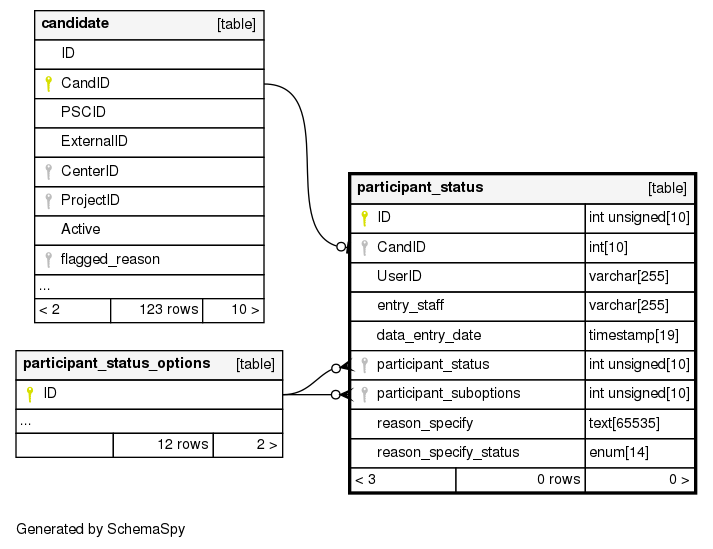 candidate [table]
ID
CandID
PSCID
ExternalID
CenterID
ProjectID
Active
flagged_reason
...
< 2 123 rows 10 >
participant_status [table]
ID int unsigned[10]
CandID int[10]
UserID varchar[255]
entry_staff varchar[255]
data_entry_date timestamp[19]
participant_status int unsigned[10]
participant_suboptions int unsigned[10]
reason_specify text[65535]
reason_specify_status enum[14]
< 3 0 rows 0 >
participant_status_options [table]
ID
...
12 rows 2 >
Generated by SchemaSpy